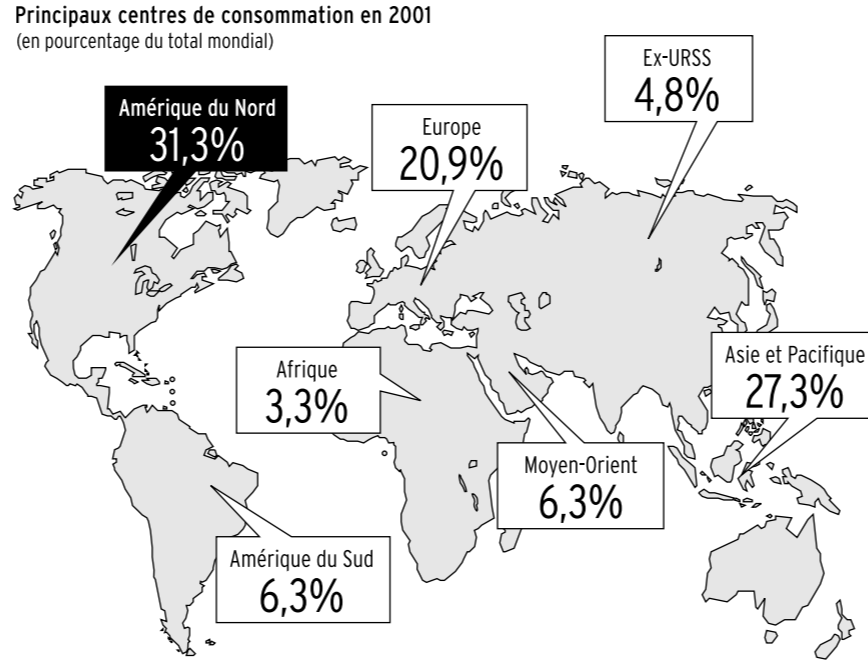 Principaux centres de consommation en 2001
(en pourcentage du total mondial)
Ex-URSS
4,8%
Amérique du Nord
31,3%
Europe
20,9%
Afrique
3,3%
Asie et Pacifique
27,3%
Moyen-Orient
6,3%
Amérique du Sud
6,3%